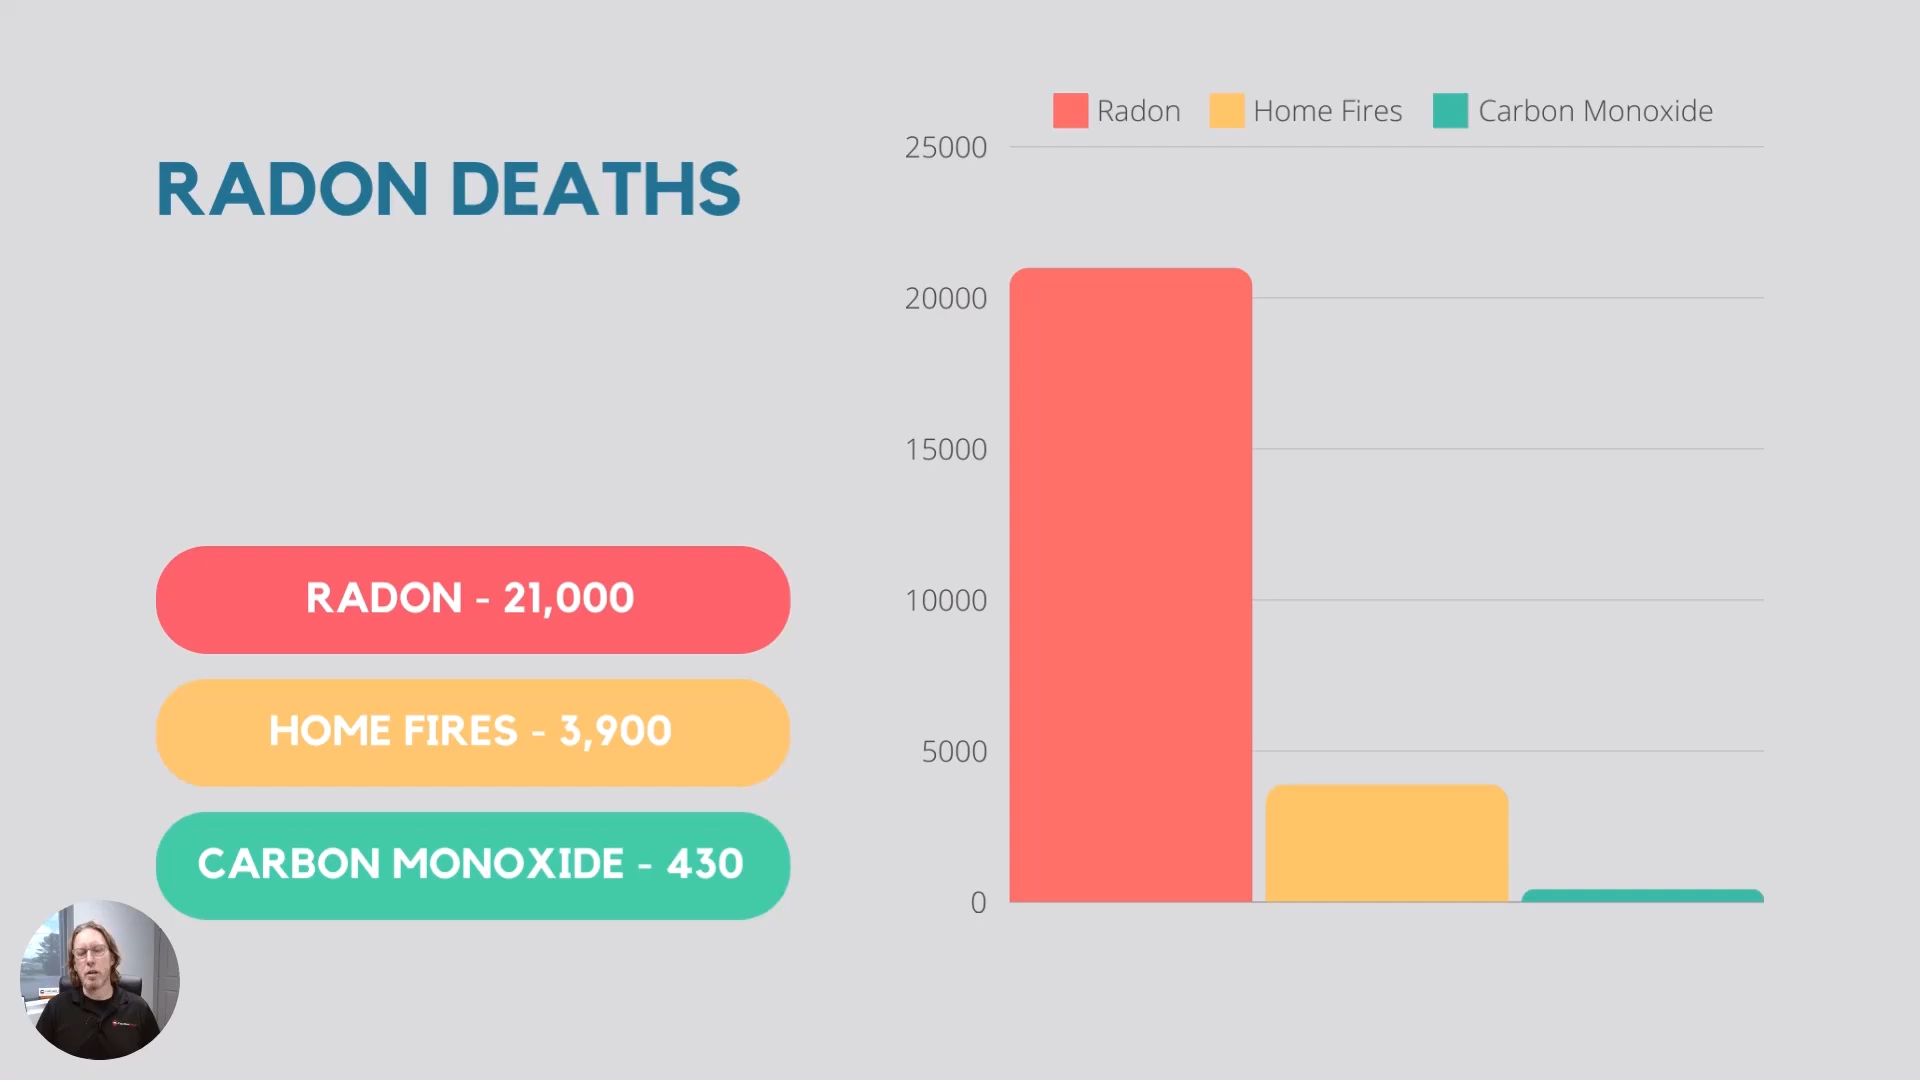 RADON DEATHS
RADON - 21,000
HOME FIRES - 3,900
CARBON MONOXIDE - 430
Radon Home Fires Carbon Monoxide
25000
20000
15000
10000
5000
0